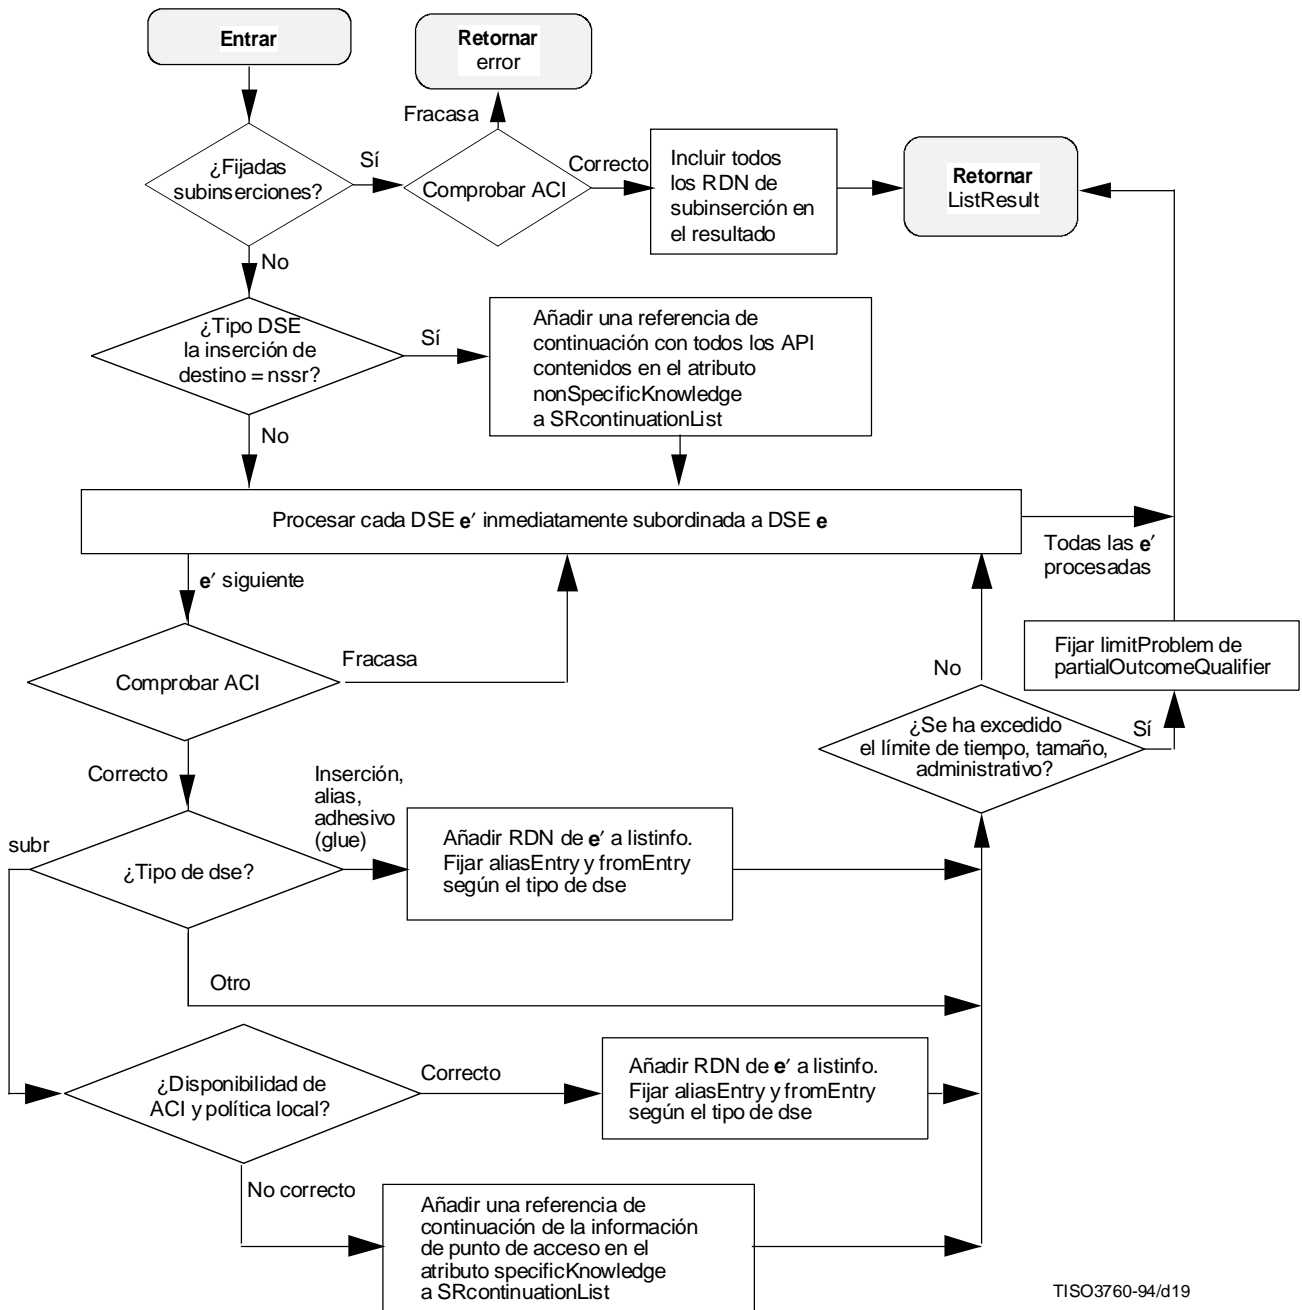 Entrar
Retornar
error
Fracasa
¿Fijadas
subinserciones?
Sí
Comprobar ACI
Correcto
Incluir todos
los RDN de
subinserción en
el resultado
Retornar
ListResult
No
¿Tipo DSE
la inserción de
destino = nssr?
Sí
Añadir una referencia de
continuación con todos los API
contenidos en el atributo
nonSpecificKnowledge
a SRcontinuationList
No
Procesar cada DSE e′ inmediatamente subordinada a DSE e
Todas las e′
procesadas
e′ siguiente
Comprobar ACI
Fracasa
No
Fijar limitProblem de
partialOutcomeQualifier
¿Se ha excedido
el límite de tiempo, tamaño,
administrativo?
Sí
Correcto
Inserción,
alias,
adhesivo
(glue)
subr
¿Tipo de dse?
Añadir RDN de e′ a listinfo.
Fijar aliasEntry y fromEntry
según el tipo de dse
Otro
¿Disponibilidad de
ACI y política local?
Correcto
Añadir RDN de e′ a listinfo.
Fijar aliasEntry y fromEntry
según el tipo de dse
No correcto
Añadir una referencia de
continuación de la información
de punto de acceso en el
atributo specificKnowledge
a SRcontinuationList
TISO3760-94/d19